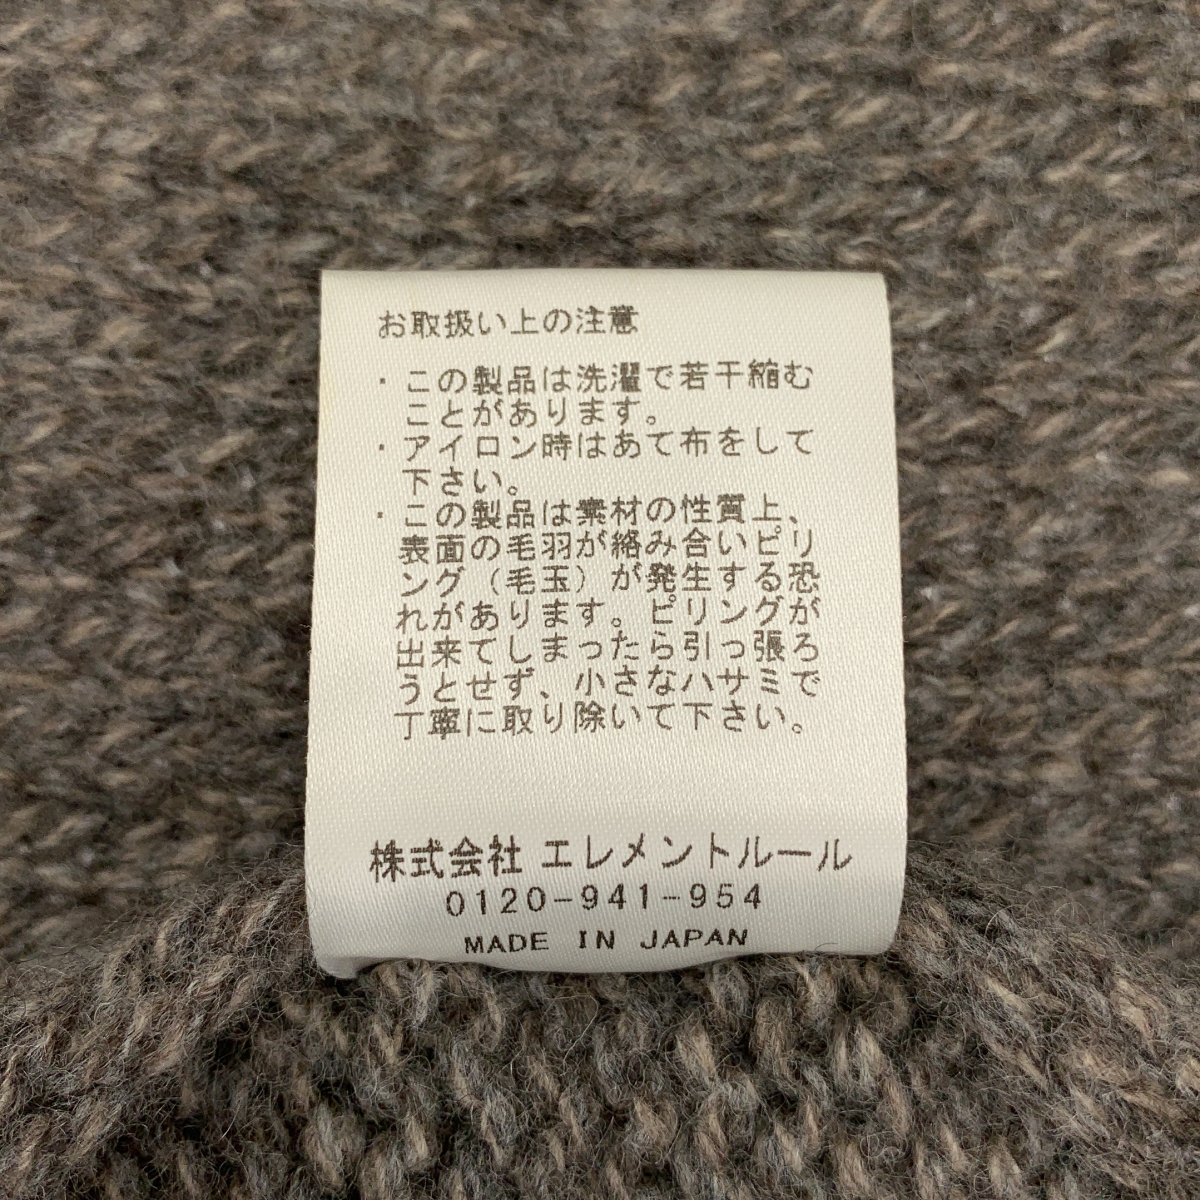 お取扱い上の注意
・この製品は洗濯で若干縮む
ことがあります。
・アイロン時はあて布をして
下さい。
・この製品は素材の性質上、
表面の毛羽が絡み合いピリ
ング（毛玉）が発生する恐
れがあります。ピリングが
出来てしまったら引っ張ろ
うとせず、小さなハサミで
丁寧に取り除いて下さい。
株式会社 エレメントルール
0120-941-954
MADE IN JAPAN